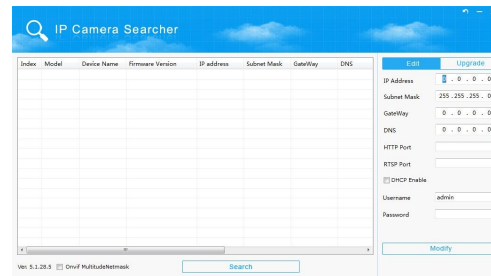 IP Camera Searcher
Index Model Device Name Firmware Version IP address Subnet Mask GateWay DNS
Edit Upgrade
IP Address 0 . 0 . 0 . 0
Subnet Mask 255 . 255 . 255 . 0
GateWay 0 . 0 . 0 . 0
DNS 0 . 0 . 0 . 0
HTTP Port
RTSP Port
DHCP Enable
Username admin
Password
Modify
Ver. 5.1.28.5 Onvif MultitudeNetmask Search